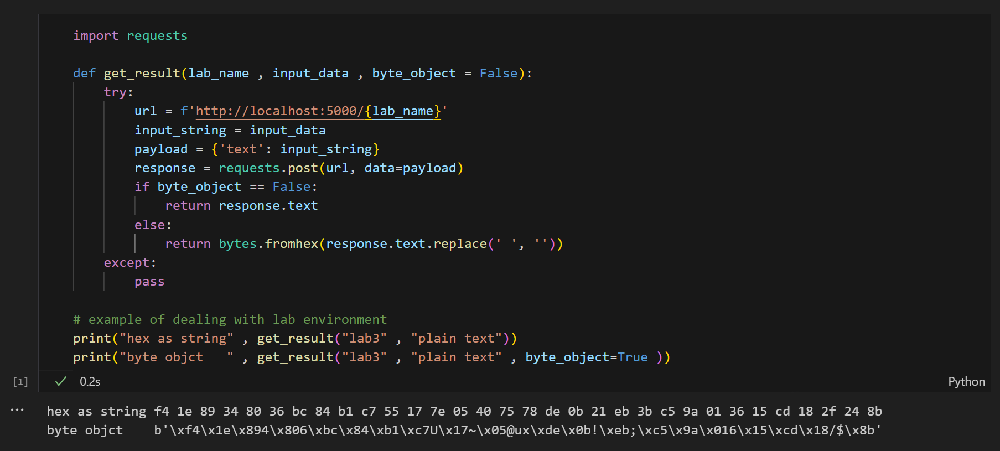 import requests
def get_result(lab_name , input_data , byte_object = False):
try:
url = f'http://localhost:5000/{lab_name}'
input_string = input_data
payload = {'text': input_string}
response = requests.post(url, data=payload)
if byte_object == False:
return response.text
else:
return bytes.fromhex(response.text.replace(' ', ''))
except:
pass
# example of dealing with lab environment
print("hex as string" , get_result("lab3" , "plain text"))
print("byte objct   " , get_result("lab3" , "plain text" , byte_object=True ))
[1] ✓ 0.2s Python
... hex as string f4 1e 89 34 80 36 bc 84 b1 c7 55 17 7e 05 40 75 78 de 0b 21 eb 3b c5 9a 01 36 15 cd 18 2f 24 8b
byte objct    b'\xf4\x1e\x894\x806\xbc\x84\xb1\xc7U\x17~\x05@ux\xde\x0b!\xeb;\xc5\x9a\x016\x15\xcd\x18/$\x8b'